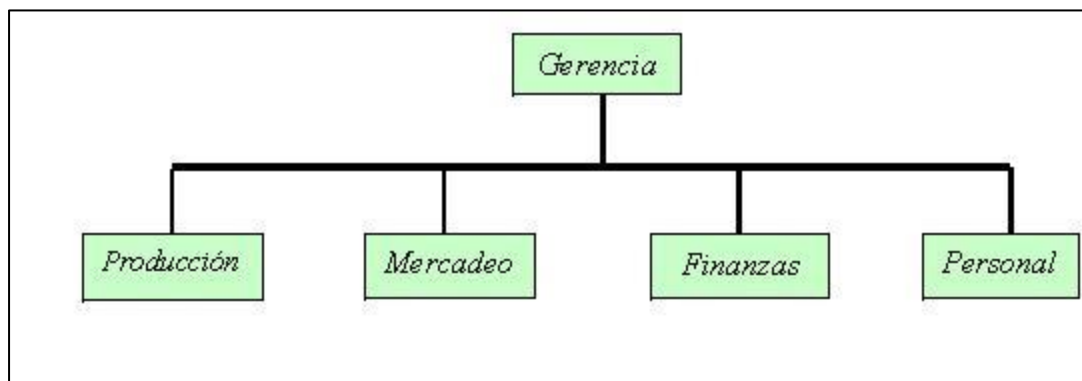 Gerencia
Producción
Mercadeo
Finanzas
Personal